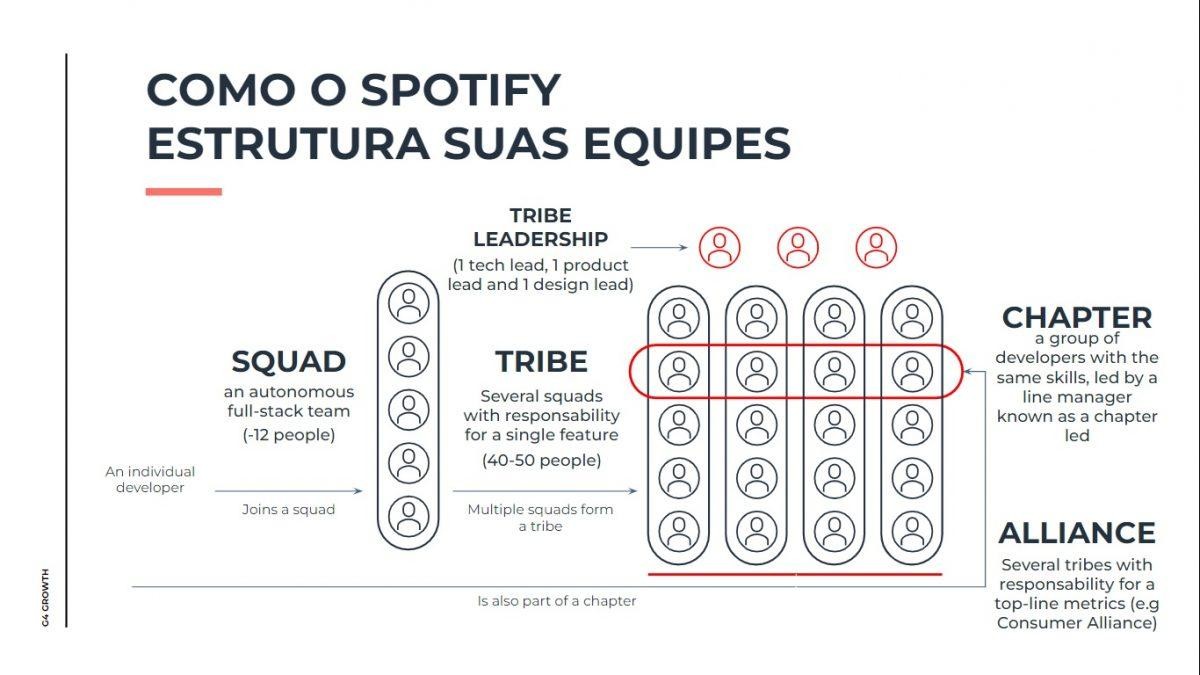 COMO O SPOTIFY
ESTRUTURA SUAS EQUIPES
TRIBE
LEADERSHIP
(1 tech lead, 1 product
lead and 1 design lead)
SQUAD
an autonomous
full-stack team
(-12 people)
TRIBE
Several squads
with responsability
for a single feature
(40-50 people)
CHAPTER
a group of
developers with the
same skills, led by a
line manager
known as a chapter
led
An individual
developer
Joins a squad
Multiple squads form
a tribe
ALLIANCE
Several tribes with
responsability for a
top-line metrics (e.g
Consumer Alliance)
Is also part of a chapter
G4 GROWTH